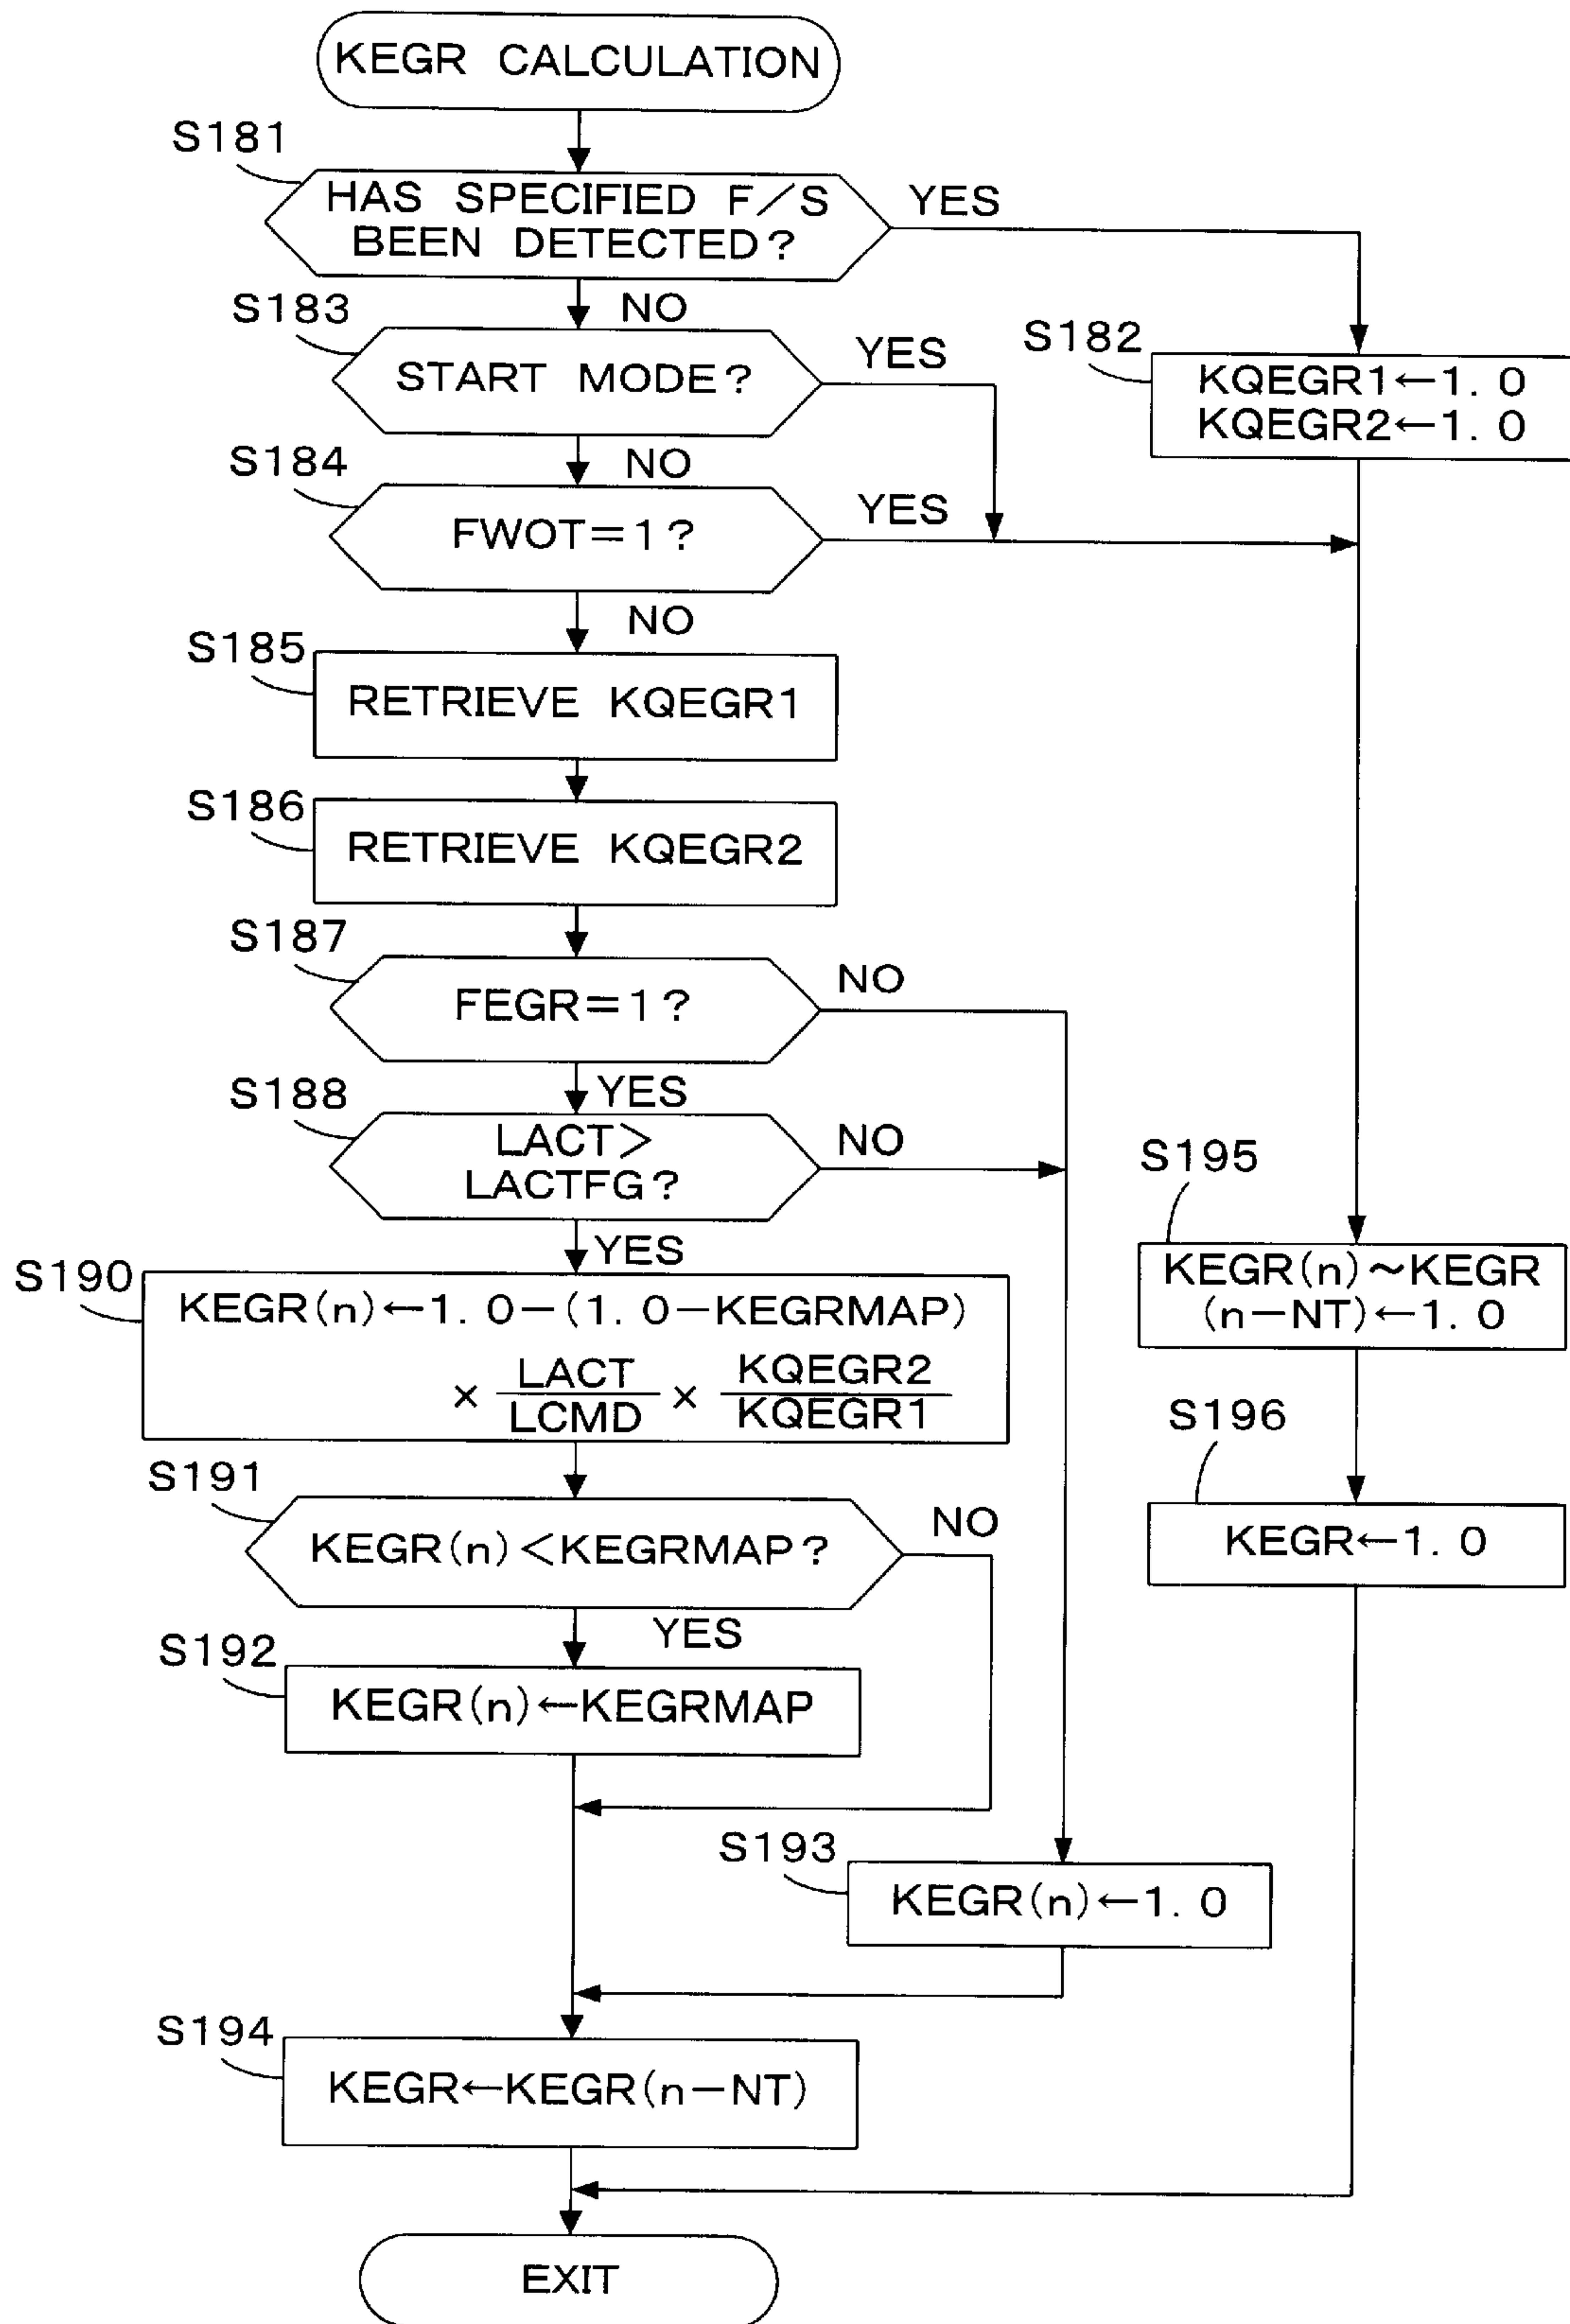 KEGR CALCULATION
S181
HAS SPECIFIED F/S
BEEN DETECTED?
YES
NO
S183
START MODE?
YES
S182
KQEGR1←1.0
KQEGR2←1.0
NO
S184
FWOT=1?
YES
NO
S185
RETRIEVE KQEGR1
S186
RETRIEVE KQEGR2
S187
FEGR=1?
NO
YES
S188
LACT>
LACTFG?
NO
YES
S195
KEGR(n)~KEGR
(n-NT)←1.0
S190
KEGR(n)←1.0-(1.0-KEGRMAP)
× LACT/LCMD × KQEGR2/KQEGR1
S196
KEGR←1.0
S191
KEGR(n)<KEGRMAP?
NO
YES
S192
KEGR(n)←KEGRMAP
S193
KEGR(n)←1.0
S194
KEGR←KEGR(n-NT)
EXIT